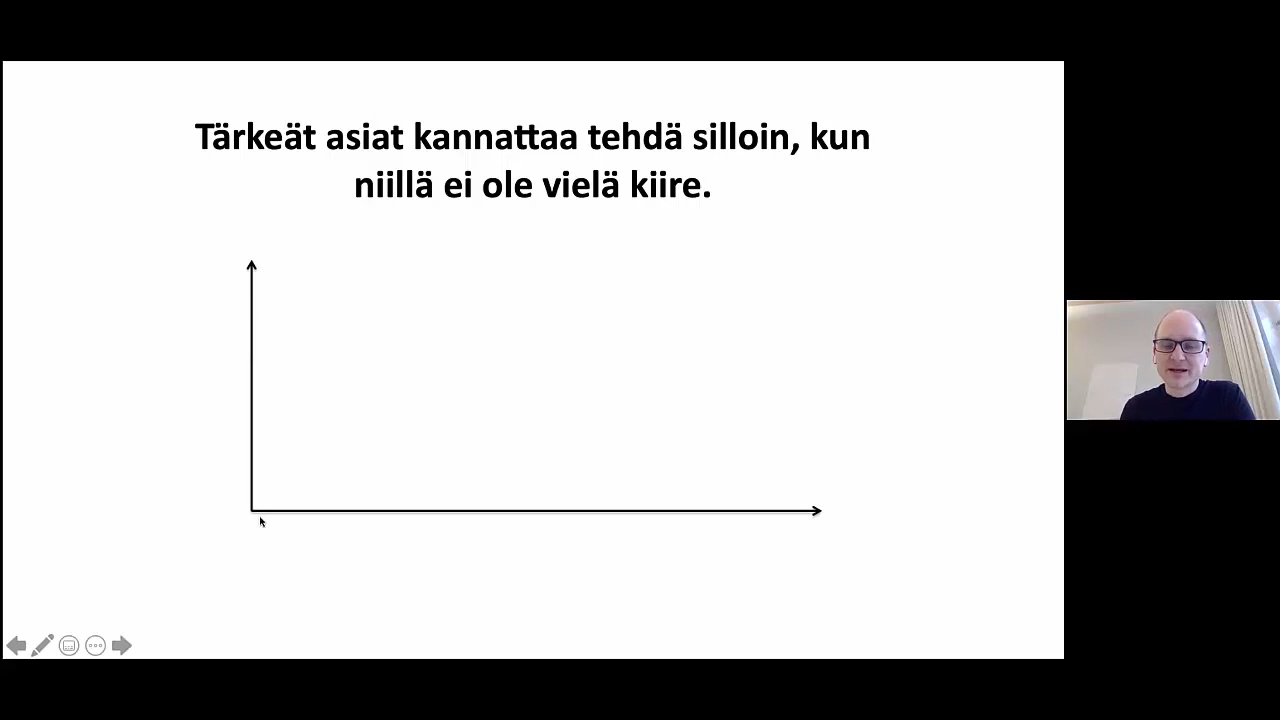 Tärkeät asiat kannattaa tehdä silloin, kun
niillä ei ole vielä kiire.